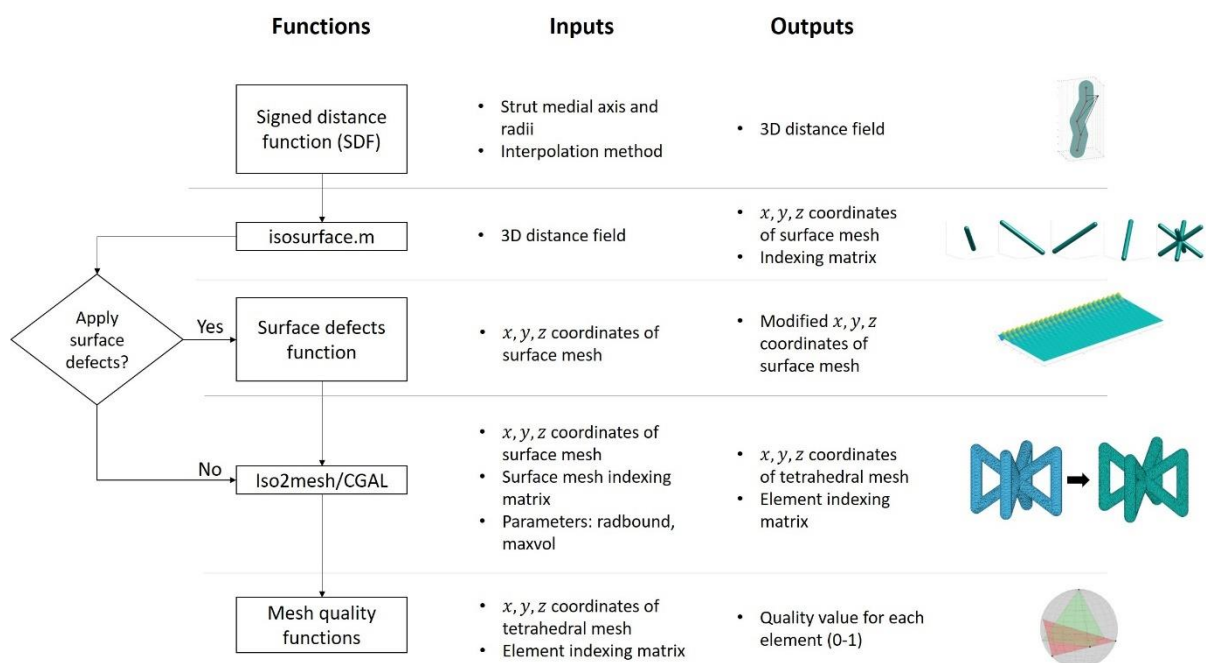 Functions
Inputs
Outputs
Signed distance
function (SDF)
• Strut medial axis and
radii
• Interpolation method
• 3D distance field
isosurface.m
• 3D distance field
• x, y, z coordinates
of surface mesh
• Indexing matrix
Apply
surface
defects?
Yes
Surface defects
function
• x, y, z coordinates of
surface mesh
• Modified x, y, z
coordinates of
surface mesh
No
Iso2mesh/CGAL
• x, y, z coordinates of
surface mesh
• Surface mesh indexing
matrix
• Parameters: radbound,
maxvol
• x, y, z coordinates
of tetrahedral mesh
• Element indexing
matrix
Mesh quality
functions
• x, y, z coordinates of
tetrahedral mesh
• Element indexing matrix
• Quality value for each
element (0-1)